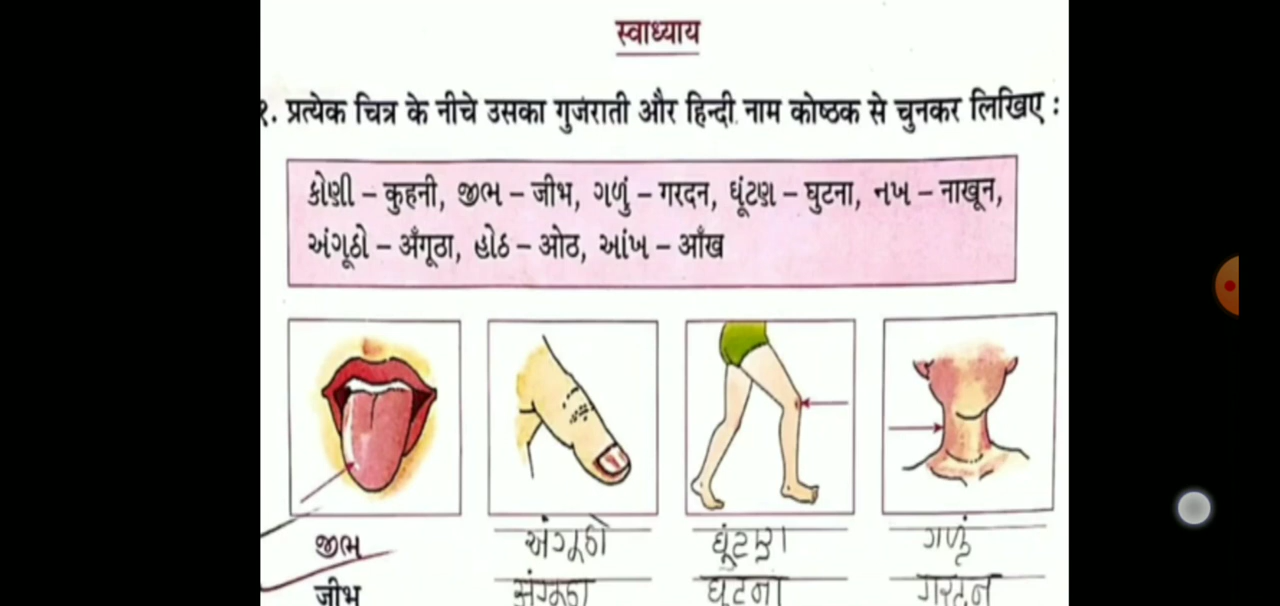 स्वाध्याय
१. प्रत्येक चित्र के नीचे उसका गुजराती और हिन्दी नाम कोष्ठक से चुनकर लिखिए :
કોણી – कुहनी, જીભ – जीभ, ગળું – गरदन, ઘૂંટણ – घुटना, નખ – नाखून,
અંગૂઠો – अँगूठा, હોઠ – ओठ, આંખ – आँख
જીભ અંગૂઠો ઘૂંટણ ગળું
जीभ अंगूठा घुटना गरदन